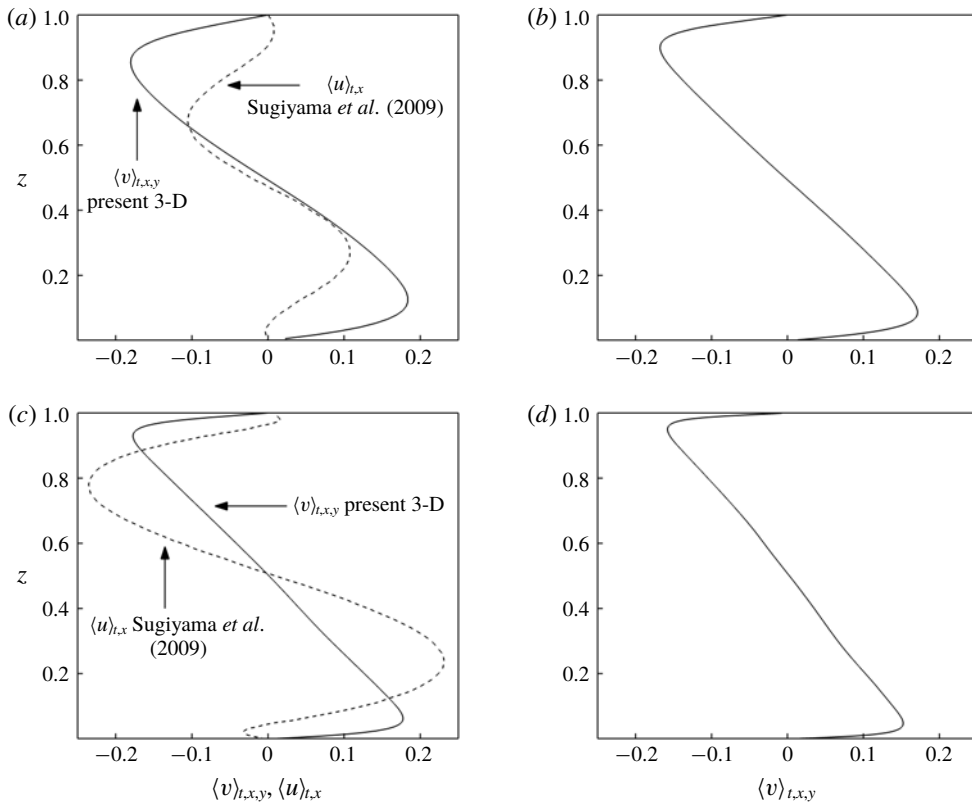 (a)
1.0
0.8
0.6
0.4
0.2
z
⟨u⟩t,x
Sugiyama et al. (2009)
⟨v⟩t,x,y
present 3-D
−0.2
−0.1
0
0.1
0.2
(b)
1.0
0.8
0.6
0.4
0.2
−0.2
−0.1
0
0.1
0.2
(c)
1.0
0.8
0.6
0.4
0.2
z
⟨v⟩t,x,y present 3-D
⟨u⟩t,x Sugiyama et al.
(2009)
−0.2
−0.1
0
0.1
0.2
⟨v⟩t,x,y, ⟨u⟩t,x
(d)
1.0
0.8
0.6
0.4
0.2
−0.2
−0.1
0
0.1
0.2
⟨v⟩t,x,y